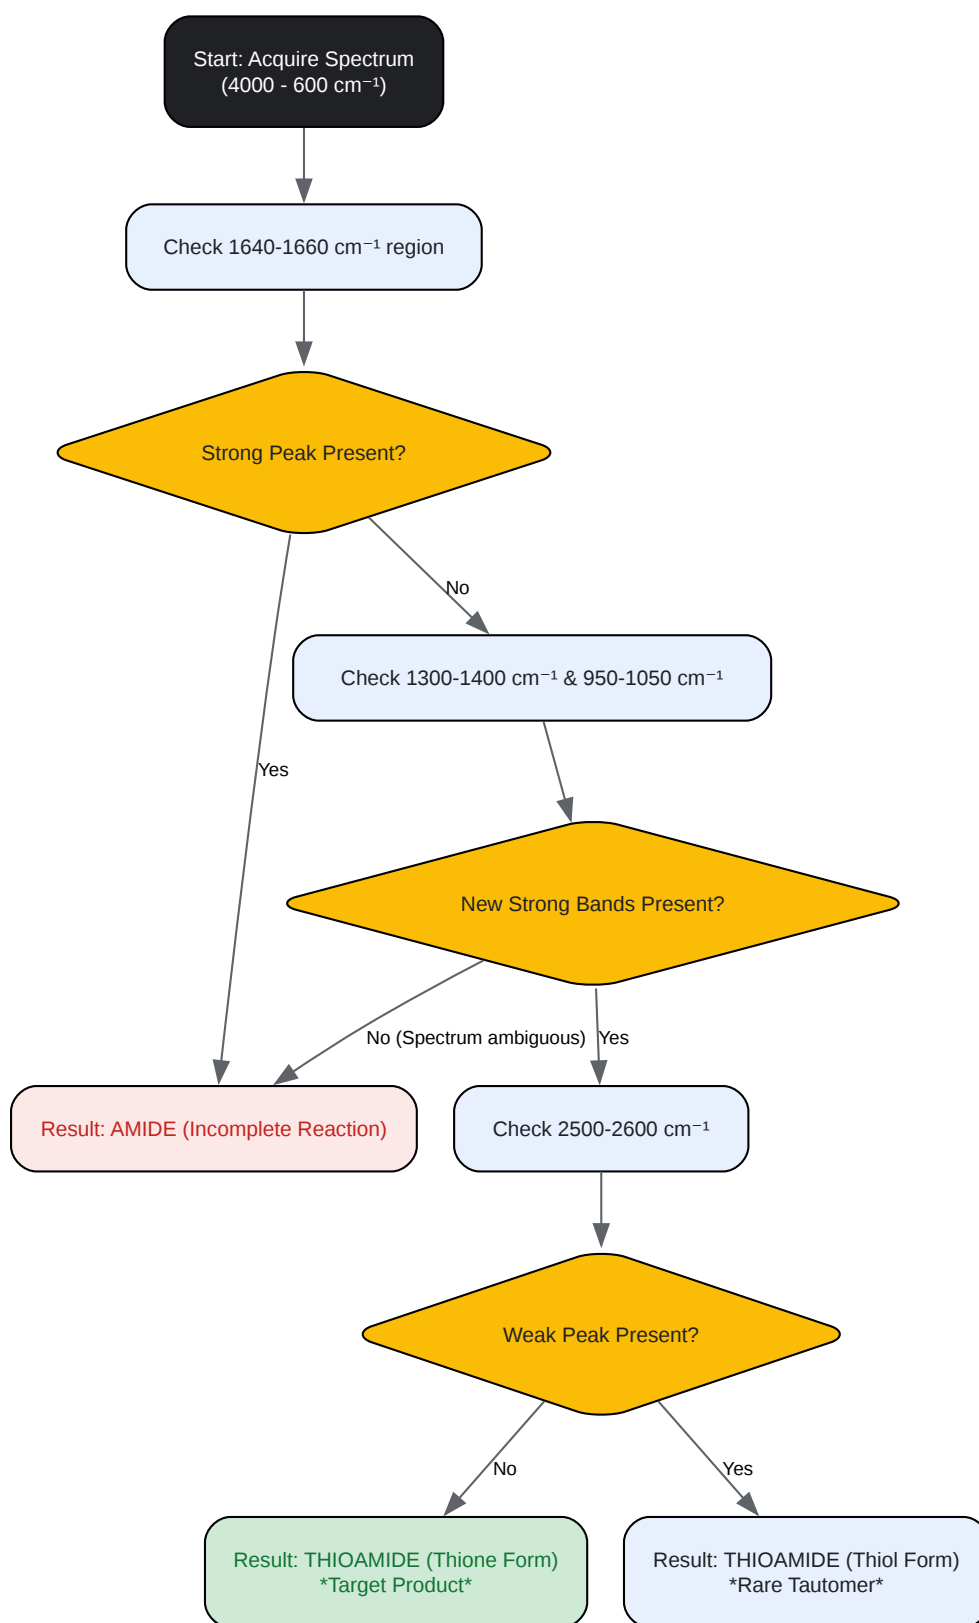 Start: Acquire Spectrum
(4000 - 600 cm⁻¹)
Check 1640-1660 cm⁻¹ region
Strong Peak Present?
No
Check 1300-1400 cm⁻¹ & 950-1050 cm⁻¹
Yes
New Strong Bands Present?
No (Spectrum ambiguous)
Yes
Result: AMIDE (Incomplete Reaction)
Check 2500-2600 cm⁻¹
Weak Peak Present?
No
Yes
Result: THIOAMIDE (Thione Form)
*Target Product*
Result: THIOAMIDE (Thiol Form)
*Rare Tautomer*